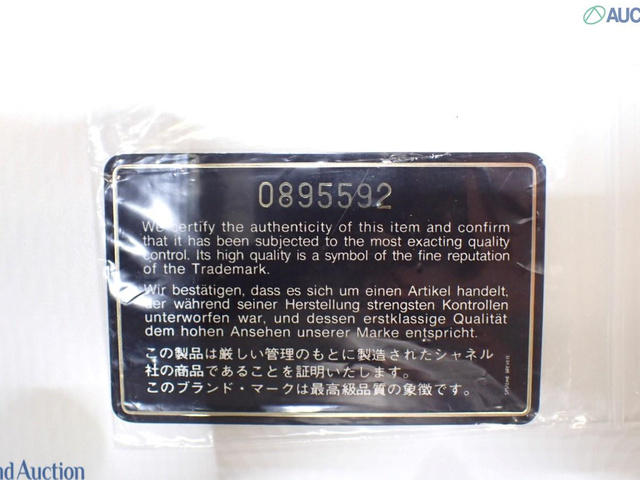 AUC
0895592
We certify the authenticity of this item and confirm
that it has been subjected to the most exacting quality
control. Its high quality is a symbol of the fine reputation
of the Trademark.
Wir bestätigen, dass es sich um einen Artikel handelt,
der während seiner Herstellung strengsten Kontrollen
unterworfen war, und dessen erstklassige Qualität
dem hohen Ansehen unserer Marke entspricht.
この製品は厳しい管理のもとに製造されたシャネル
社の商品であることを証明いたします。
このブランド・マークは最高級品質の象徴です。
nd Auction